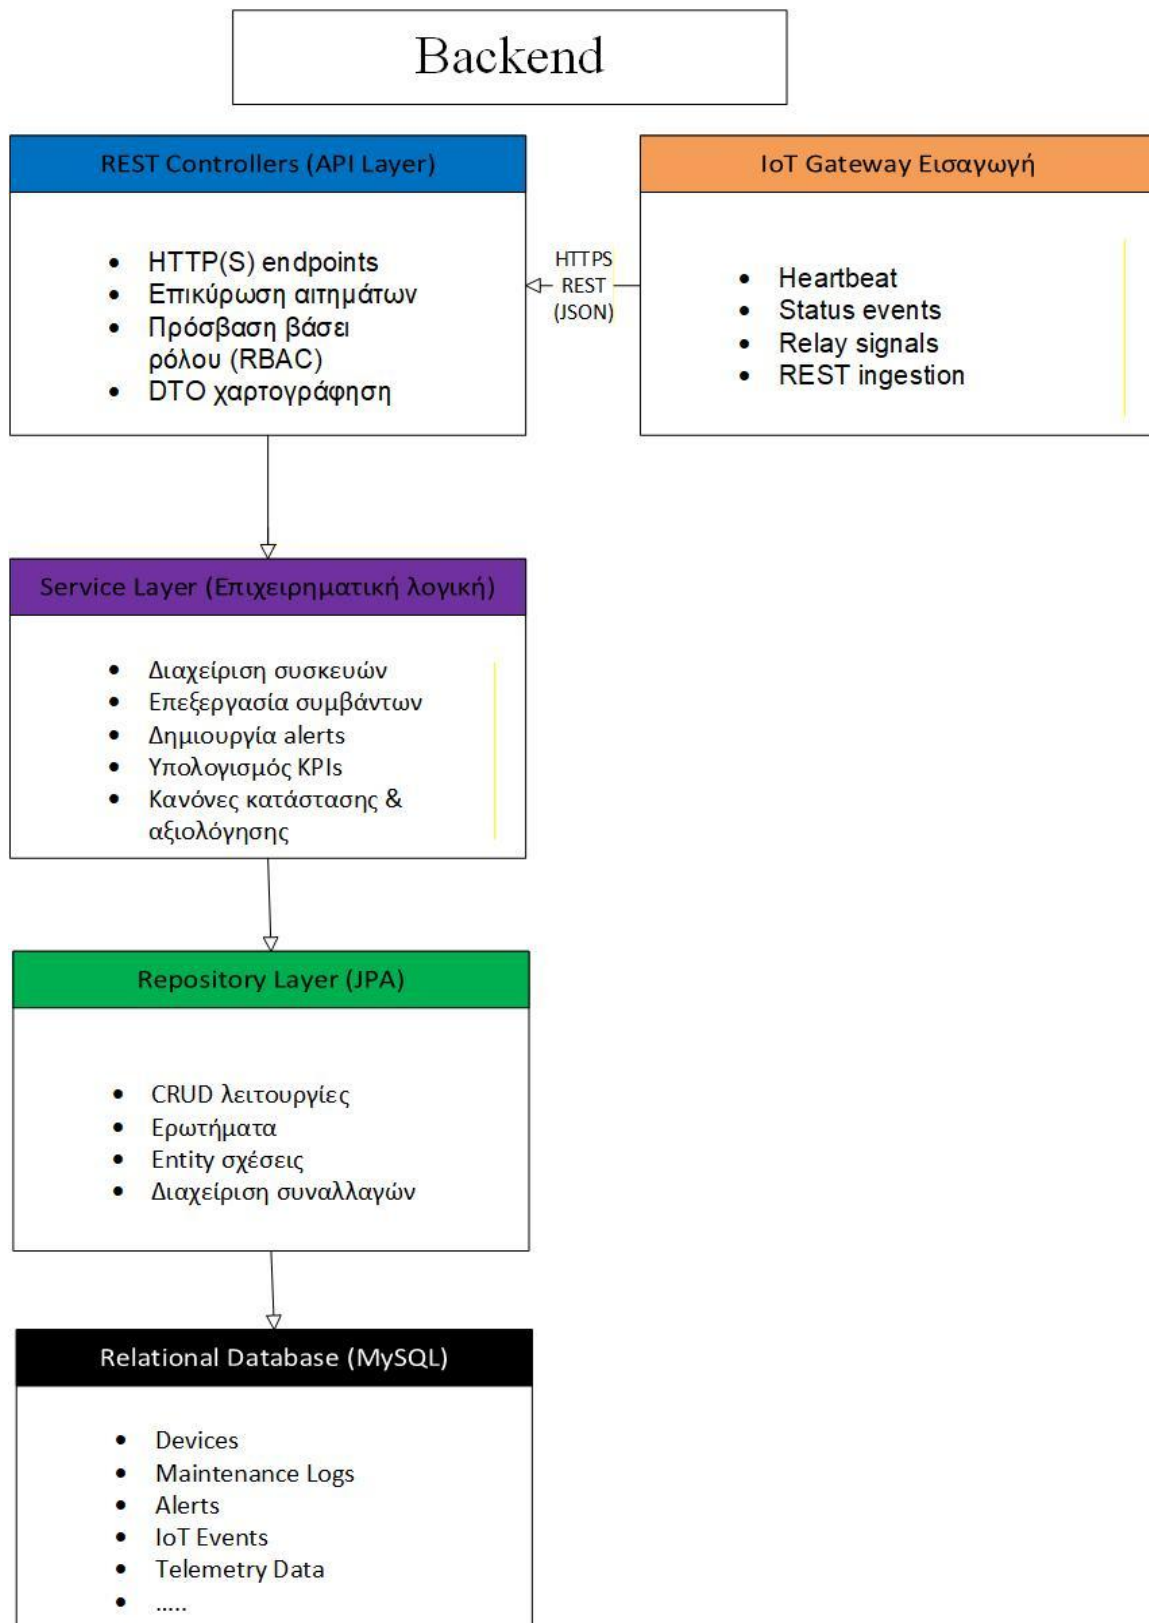 Backend
REST Controllers (API Layer)
• HTTP(S) endpoints
• Επικύρωση αιτημάτων
• Πρόσβαση βάσει
ρόλου (RBAC)
• DTO χαρτογράφηση
HTTPS
REST
(JSON)
IoT Gateway Εισαγωγή
• Heartbeat
• Status events
• Relay signals
• REST ingestion
Service Layer (Επιχειρηματική λογική)
• Διαχείριση συσκευών
• Επεξεργασία συμβάντων
• Δημιουργία alerts
• Υπολογισμός KPIs
• Κανόνες κατάστασης &
αξιολόγησης
Repository Layer (JPA)
• CRUD λειτουργίες
• Ερωτήματα
• Entity σχέσεις
• Διαχείριση συναλλαγών
Relational Database (MySQL)
• Devices
• Maintenance Logs
• Alerts
• IoT Events
• Telemetry Data
• .....